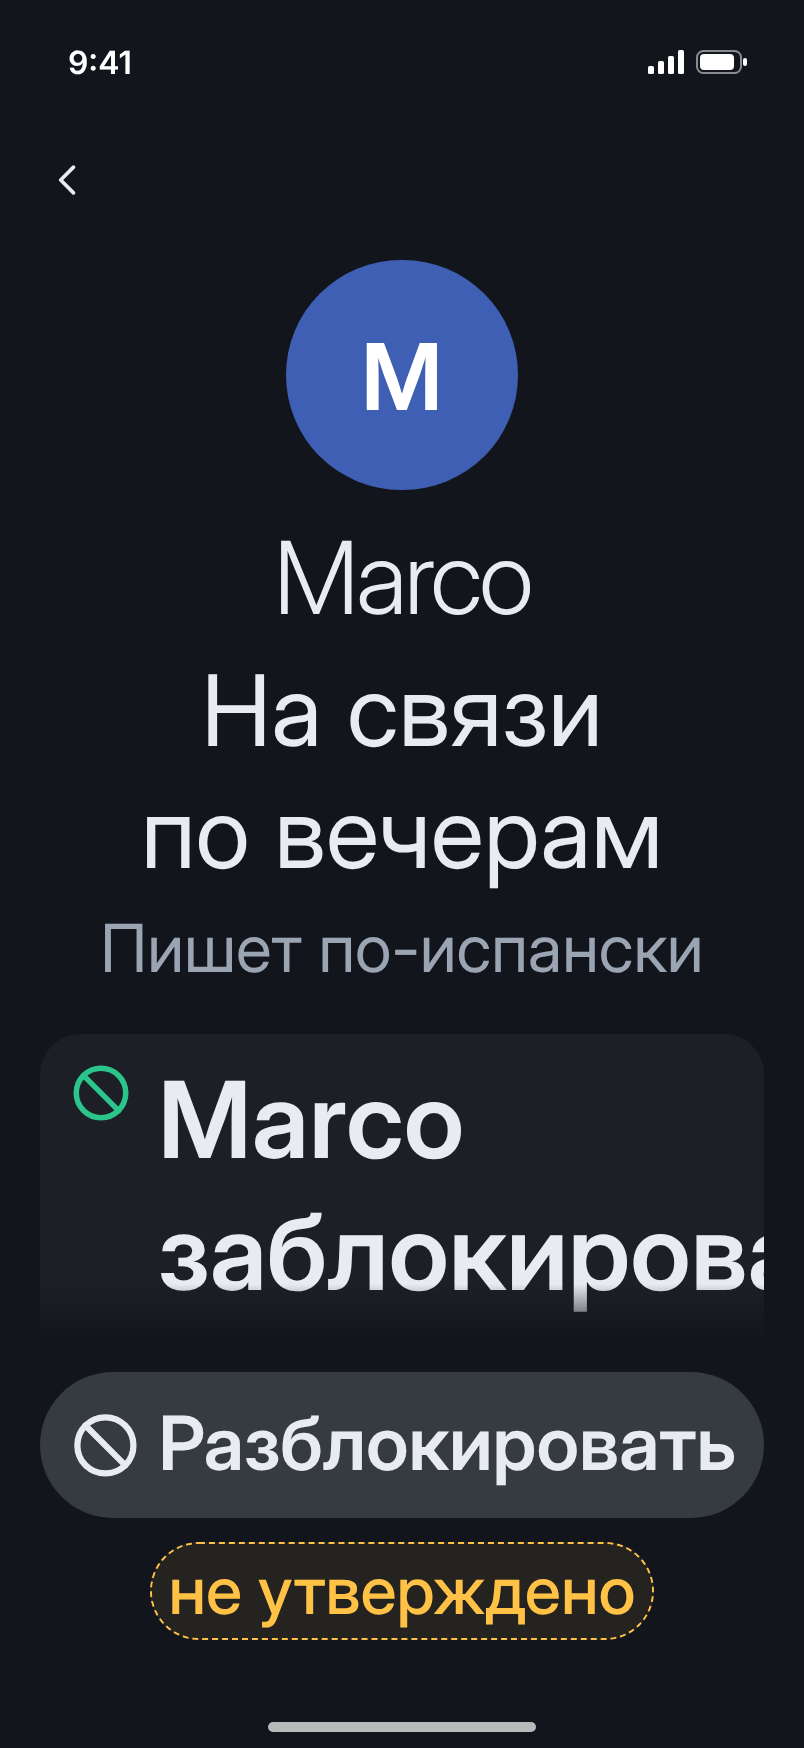 9:41
M
Marco
На связи
по вечерам
Пишет по-испански
Marco
Разблокировать
не утверждено